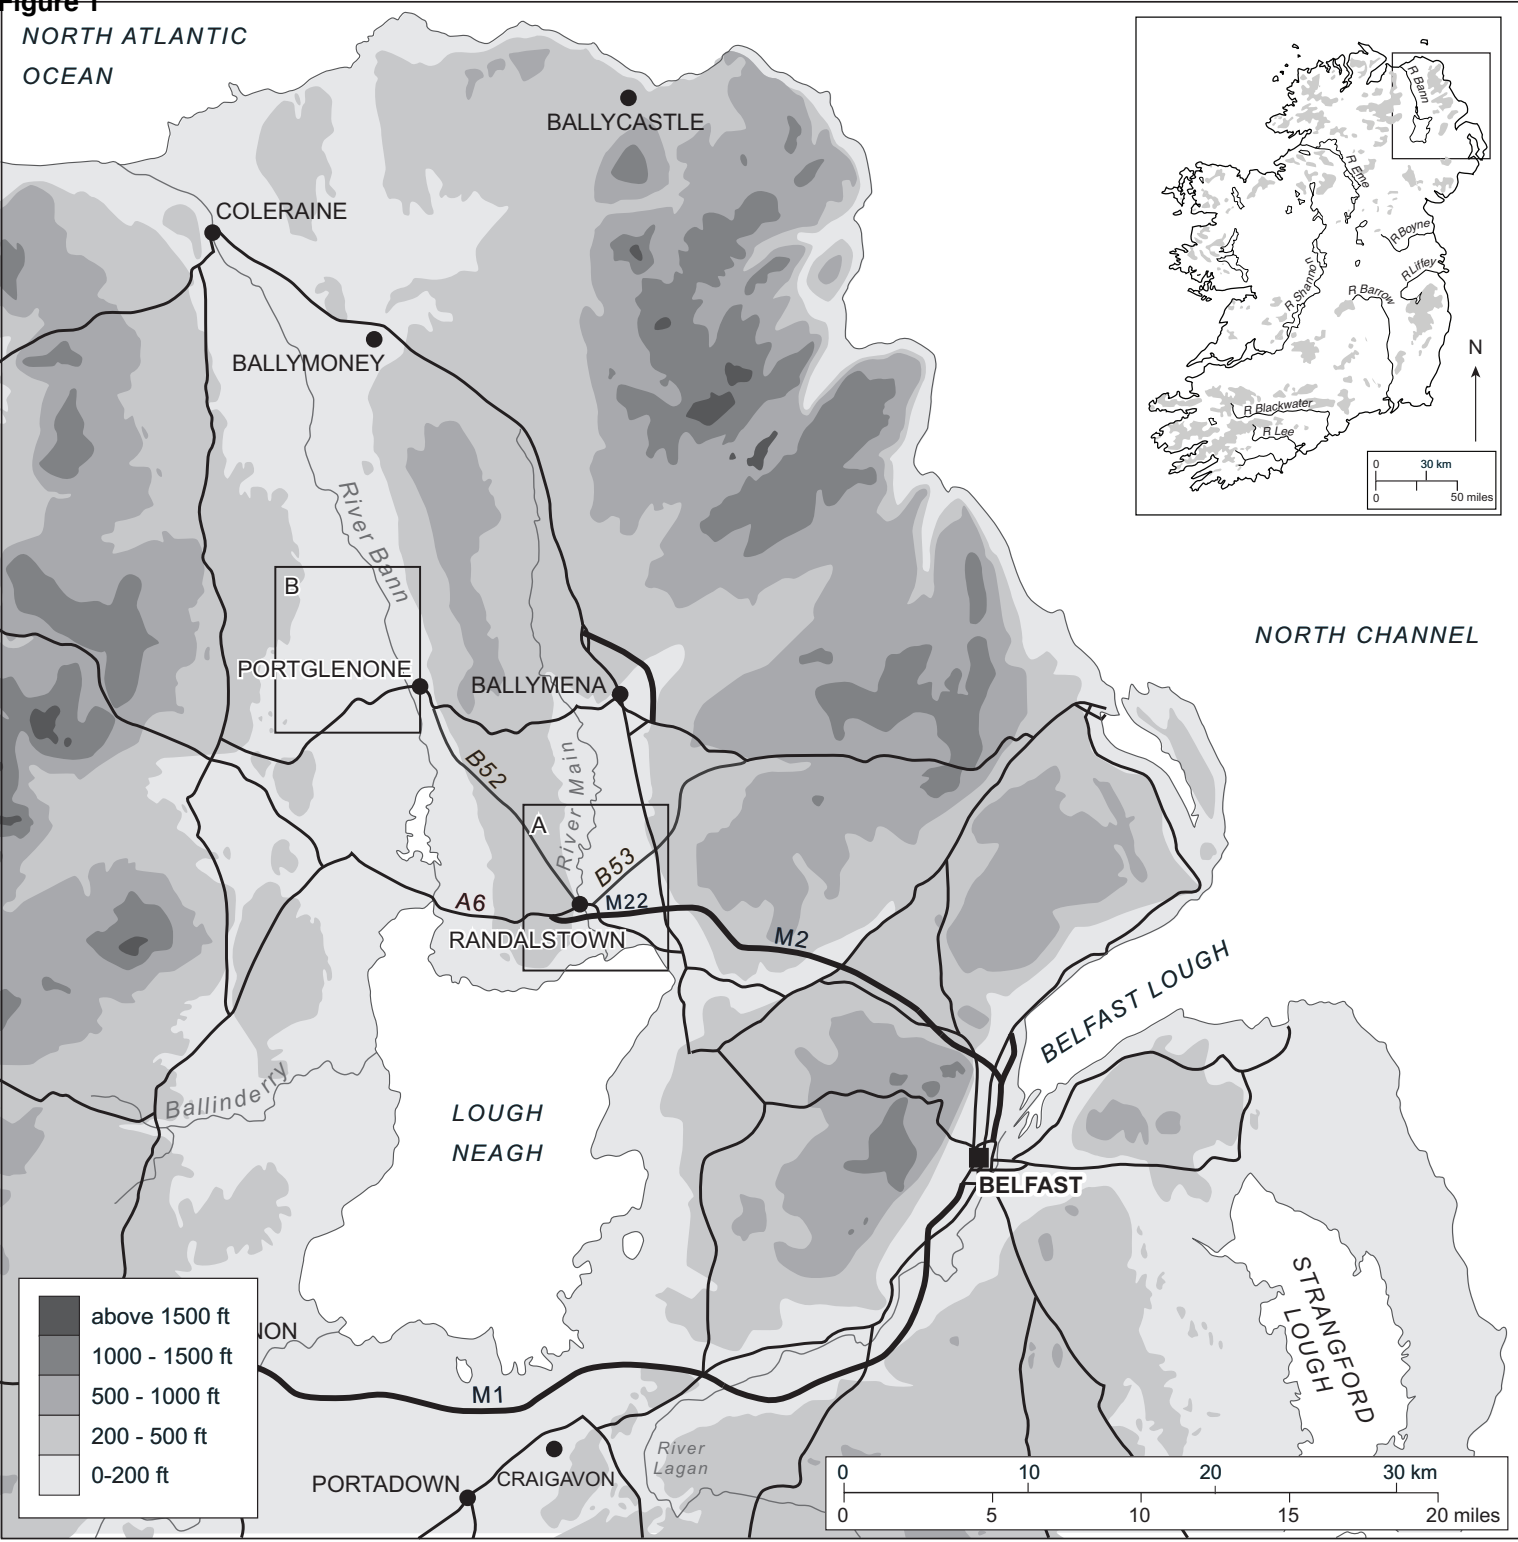 Figure 1
NORTH ATLANTIC
OCEAN
BALLYCASTLE
COLERAINE
BALLYMONEY
River Bann
B
PORTGLENONE
BALLYMENA
B52
River Main
A
B53
A6
M22
RANDALSTOWN
M2
NORTH CHANNEL
BELFAST LOUGH
Ballinderry
LOUGH
NEAGH
BELFAST
STRANGFORD
LOUGH
NON
M1
River
Lagan
CRAIGAVON
PORTADOWN
above 1500 ft
1000 - 1500 ft
500 - 1000 ft
200 - 500 ft
0-200 ft
0 10 20 30 km
0 5 10 15 20 miles
R Bann
R Erne
R Boyne
R Liffey
R Shannon
R Barrow
R Blackwater
R Lee
N
0 30 km
0 50 miles